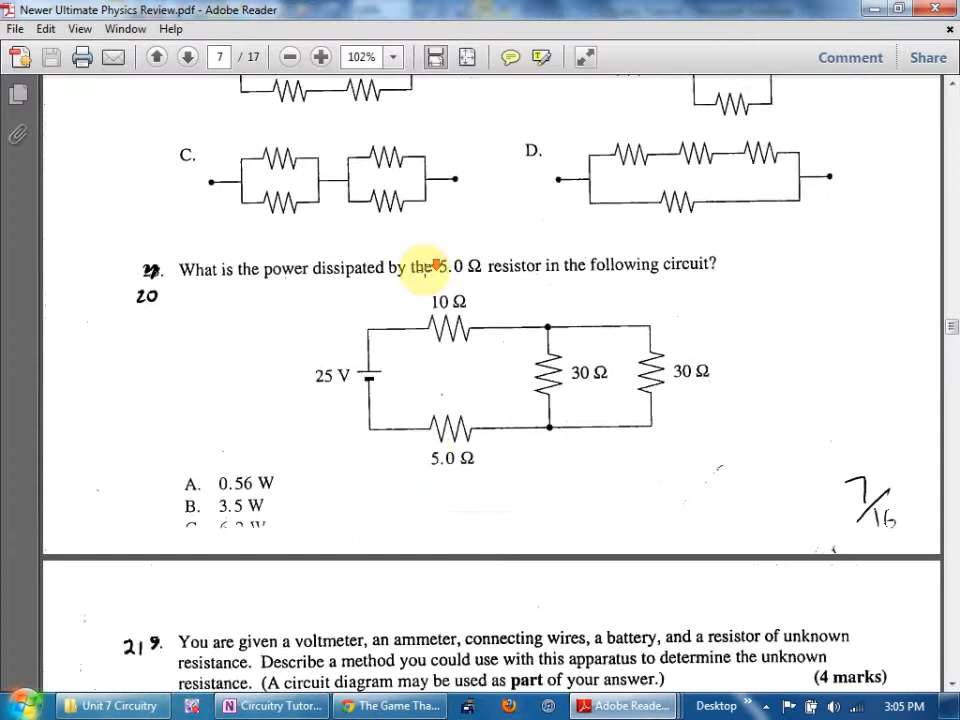 Newer Ultimate Physics Review.pdf - Adobe Reader
File Edit View Window Help
7 / 17 102% Comment Share
C. D.
20
What is the power dissipated by the 5.0 Ω resistor in the following circuit?
10 Ω
25 V
30 Ω
30 Ω
5.0 Ω
A. 0.56 W
B. 3.5 W
7/16
21 9. You are given a voltmeter, an ammeter, connecting wires, a battery, and a resistor of unknown
resistance. Describe a method you could use with this apparatus to determine the unknown
resistance. (A circuit diagram may be used as part of your answer.) (4 marks)
Unit 7 Circuitry Circuitry Tutor... The Game Tha... Adobe Reade... Desktop 3:05 PM